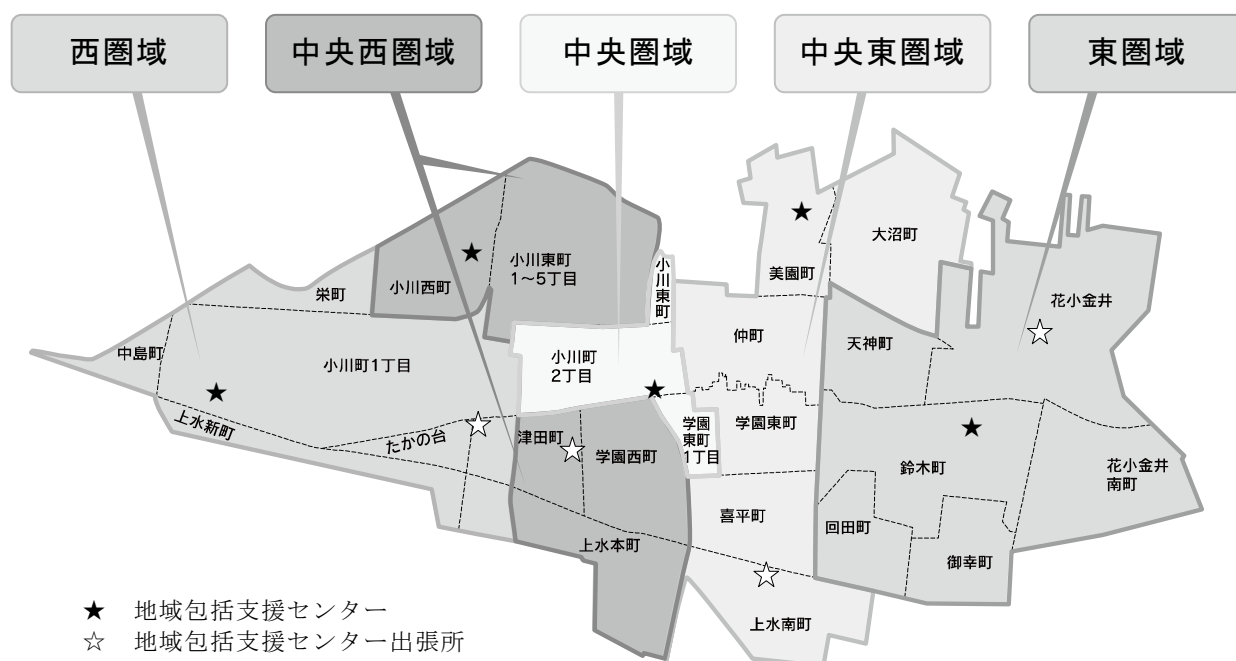 西圏域
中央西圏域
中央圏域
中央東圏域
東圏域
大沼町
美園町
小川東町
1～5丁目
小川東町
小川西町
栄町
花小金井
仲町
天神町
中島町
小川町1丁目
小川町
2丁目
上水新町
たかの台
津田町
学園西町
学園
東町
1丁目
学園東町
鈴木町
花小金井
南町
喜平町
回田町
上水本町
御幸町
上水南町
★ 地域包括支援センター
☆ 地域包括支援センター出張所